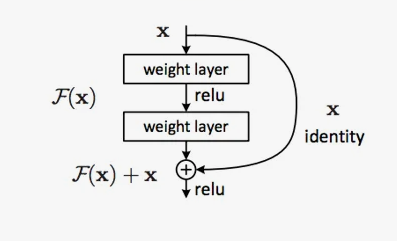 x
weight layer
relu
F(x)
weight layer
x
identity
F(x) + x
relu